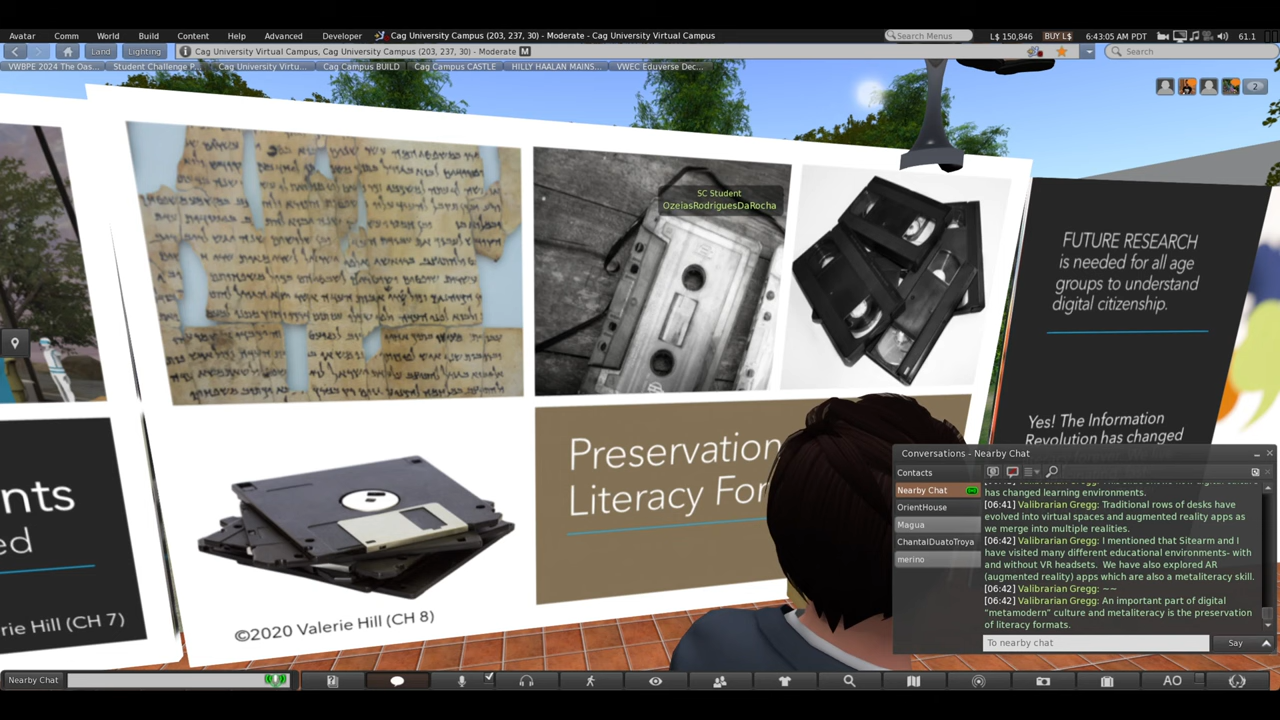 Avatar Comm World Build Content Help Advanced Developer Cag University Campus (203, 237, 30) - Moderate - Cag University Virtual Campus Search Menus L$ 150,846 BUY L$ 6:43:05 AM PDT 61.1
Land Lighting Cag University Virtual Campus, Cag University Campus (203, 237, 30) - Moderate M Search
VWBPE 2024 The Oas... Student Challenge P... Cag University Virtu... Cag Campus BUILD Cag Campus CASTLE HILLY HAALAN MAINS... VWEC Eduverse Dec...
2
SC Student
OzeiasRodriguesDaRocha
FUTURE RESEARCH
is needed for all age
groups to understand
digital citizenship.
Yes! The Information
Revolution has changed
Preservation
Literacy For
nts
ed
rie Hill (CH 7)
©2020 Valerie Hill (CH 8)
Conversations - Nearby Chat
Contacts
Nearby Chat
OrientHouse
Magua
ChantalDuatoTroya
merino
has changed learning environments.
[06:41] Valibrarian Gregg: Traditional rows of desks have
evolved into virtual spaces and augmented reality apps as
we merge into multiple realities.
[06:42] Valibrarian Gregg: I mentioned that Sitearm and I
have visited many different educational environments- with
and without VR headsets. We have also explored AR
(augmented reality) apps which are also a metaliteracy skill.
[06:42] Valibrarian Gregg: ~~
[06:42] Valibrarian Gregg: An important part of digital
"metamodern" culture and metaliteracy is the preservation
of literacy formats.
To nearby chat Say
Nearby Chat AO